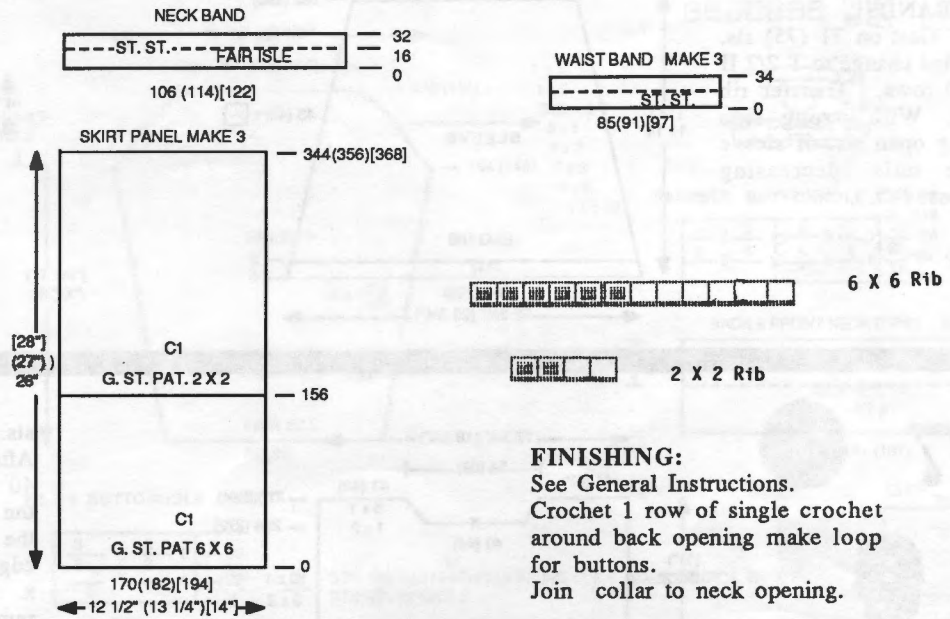 NECK BAND
ST. ST.
FAIR ISLE
32
16
0
106 (114)[122]
WAIST BAND MAKE 3
ST. ST.
34
0
85(91)[97]
SKIRT PANEL MAKE 3
344(356)[368]
[28"]
(27")
26"
C1
G. ST. PAT. 2 X 2
156
C1
G. ST. PAT 6 X 6
0
170(182)[194]
12 1/2" (13 1/4")[14"]
6 X 6 Rib
2 X 2 Rib
FINISHING:
See General Instructions.
Crochet 1 row of single crochet
around back opening make loop
for buttons.
Join collar to neck opening.